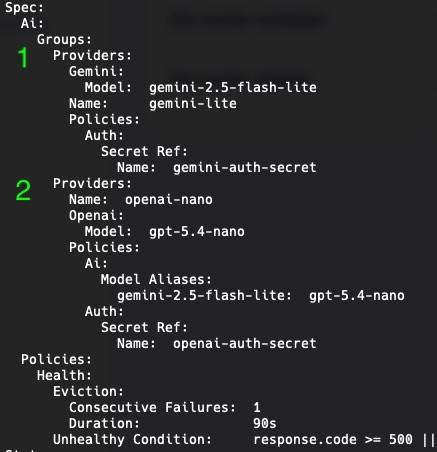 Spec:
Ai:
Groups:
1
Providers:
Gemini:
Model: gemini-2.5-flash-lite
Name: gemini-lite
Policies:
Auth:
Secret Ref:
Name: gemini-auth-secret
2
Providers:
Name: openai-nano
Openai:
Model: gpt-5.4-nano
Policies:
Ai:
Model Aliases:
gemini-2.5-flash-lite: gpt-5.4-nano
Auth:
Secret Ref:
Name: openai-auth-secret
Policies:
Health:
Eviction:
Consecutive Failures: 1
Duration: 90s
Unhealthy Condition: response.code >= 500 ||